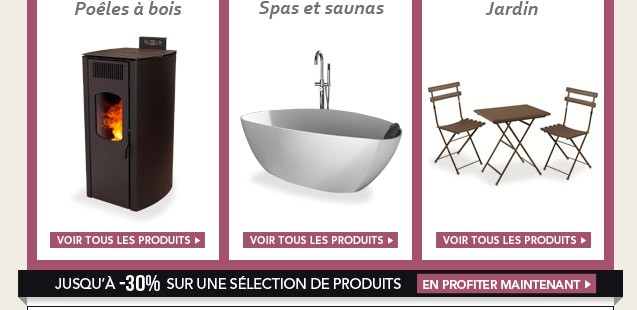 Poêles à bois
Spas et saunas
Jardin
VOIR TOUS LES PRODUITS
VOIR TOUS LES PRODUITS
VOIR TOUS LES PRODUITS
JUSQU'À -30% SUR UNE SÉLECTION DE PRODUITS EN PROFITER MAINTENANT